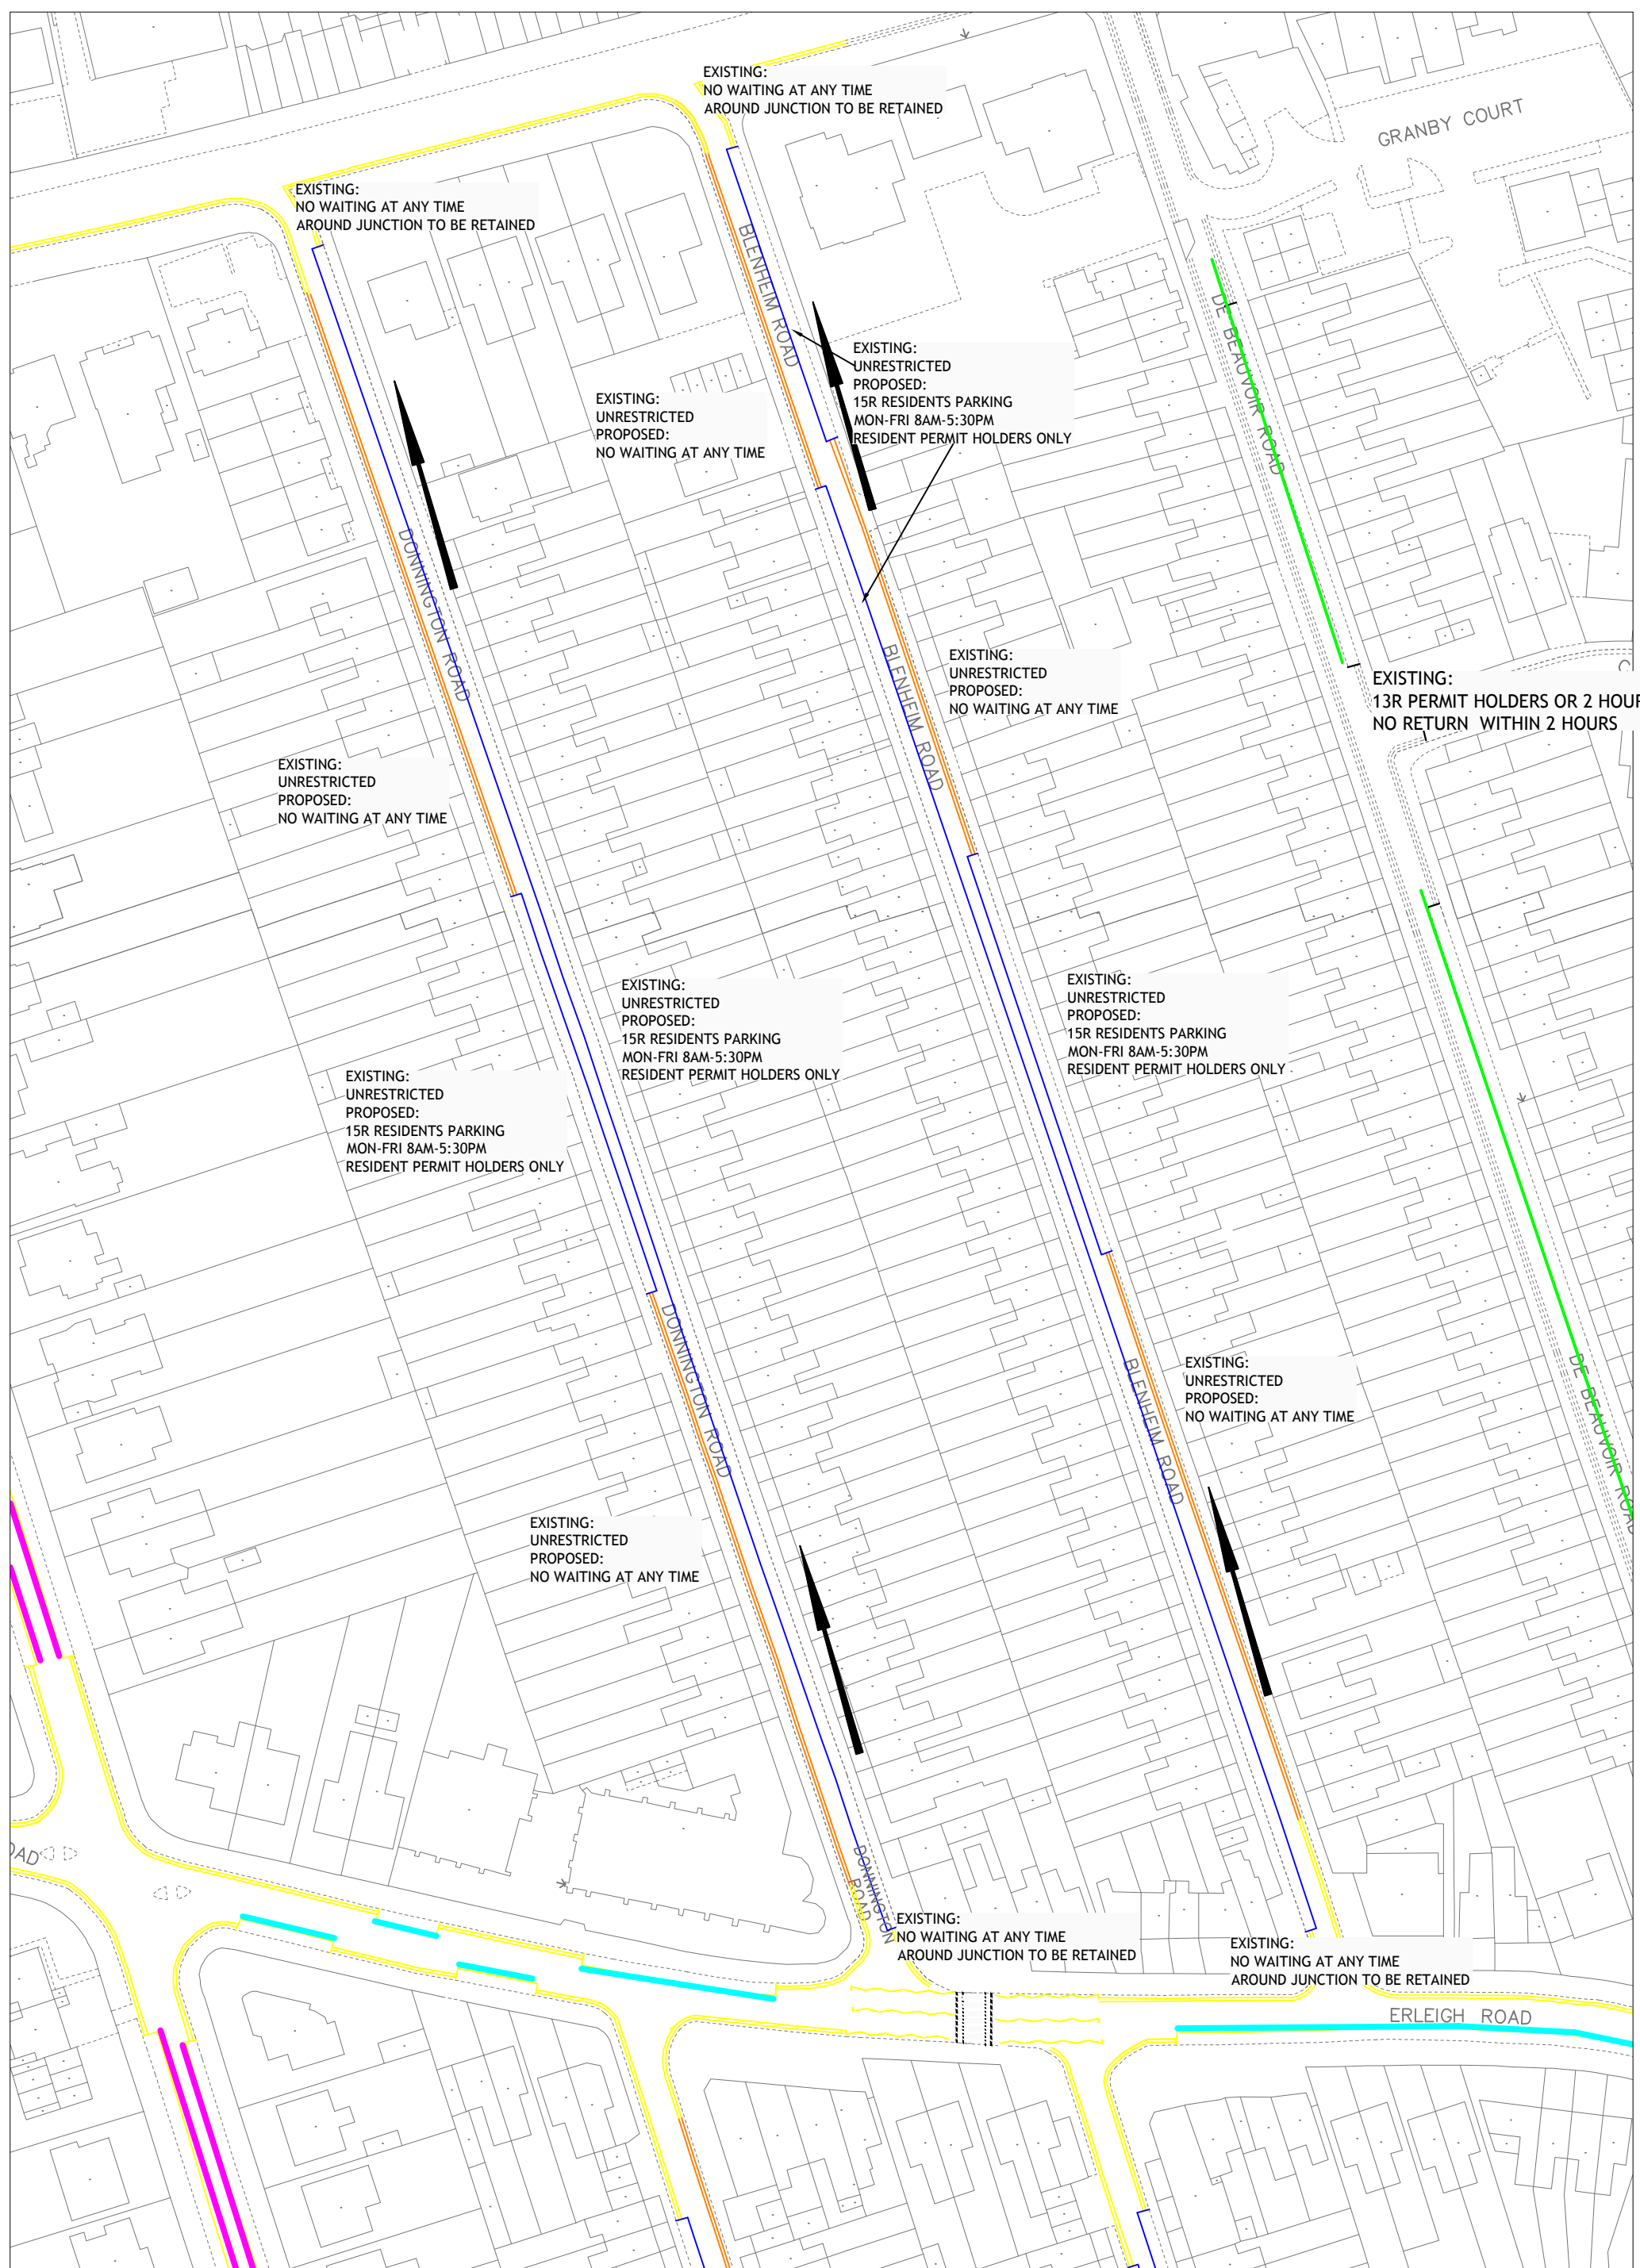 EXISTING:
NO WAITING AT ANY TIME
AROUND JUNCTION TO BE RETAINED
GRANBY COURT
EXISTING:
NO WAITING AT ANY TIME
AROUND JUNCTION TO BE RETAINED
BLENHEIM ROAD
DE BEAUVOIR ROAD
EXISTING:
UNRESTRICTED
PROPOSED:
15R RESIDENTS PARKING
MON-FRI 8AM-5:30PM
RESIDENT PERMIT HOLDERS ONLY
EXISTING:
UNRESTRICTED
PROPOSED:
NO WAITING AT ANY TIME
DONNINGTON ROAD
BLENHEIM ROAD
EXISTING:
UNRESTRICTED
PROPOSED:
NO WAITING AT ANY TIME
EXISTING:
13R PERMIT HOLDERS OR 2 HOUR
NO RETURN WITHIN 2 HOURS
EXISTING:
UNRESTRICTED
PROPOSED:
NO WAITING AT ANY TIME
EXISTING:
UNRESTRICTED
PROPOSED:
15R RESIDENTS PARKING
MON-FRI 8AM-5:30PM
RESIDENT PERMIT HOLDERS ONLY
EXISTING:
UNRESTRICTED
PROPOSED:
15R RESIDENTS PARKING
MON-FRI 8AM-5:30PM
RESIDENT PERMIT HOLDERS ONLY
EXISTING:
UNRESTRICTED
PROPOSED:
15R RESIDENTS PARKING
MON-FRI 8AM-5:30PM
RESIDENT PERMIT HOLDERS ONLY
DONNINGTON ROAD
BLENHEIM ROAD
EXISTING:
UNRESTRICTED
PROPOSED:
NO WAITING AT ANY TIME
DE BEAUVOIR ROAD
EXISTING:
UNRESTRICTED
PROPOSED:
NO WAITING AT ANY TIME
OAD
DONNINGTON
ROAD
EXISTING:
NO WAITING AT ANY TIME
AROUND JUNCTION TO BE RETAINED
EXISTING:
NO WAITING AT ANY TIME
AROUND JUNCTION TO BE RETAINED
ERLEIGH ROAD